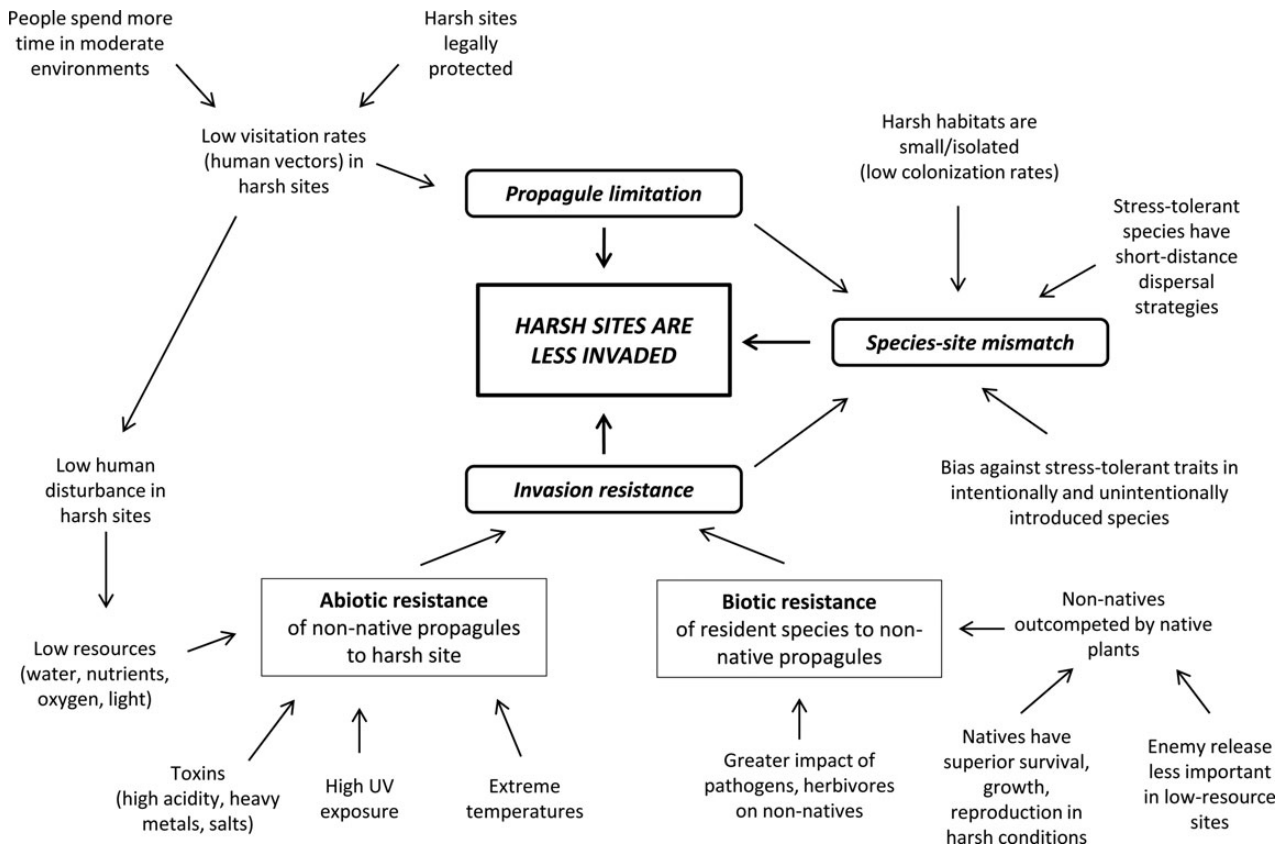 People spend more
time in moderate
environments
Harsh sites
legally
protected
Low visitation rates
(human vectors) in
harsh sites
Harsh habitats are
small/isolated
(low colonization rates)
Propagule limitation
Stress-tolerant
species have
short-distance
dispersal
strategies
HARSH SITES ARE
LESS INVADED
Species-site mismatch
Low human
disturbance in
harsh sites
Invasion resistance
Bias against stress-tolerant traits in
intentionally and unintentionally
introduced species
Abiotic resistance
of non-native propagules
to harsh site
Biotic resistance
of resident species to non-
native propagules
Non-natives
outcompeted by native
plants
Low resources
(water, nutrients,
oxygen, light)
Toxins
(high acidity, heavy
metals, salts)
High UV
exposure
Extreme
temperatures
Greater impact of
pathogens, herbivores
on non-natives
Natives have
superior survival,
growth,
reproduction in
harsh conditions
Enemy release
less important
in low-resource
sites